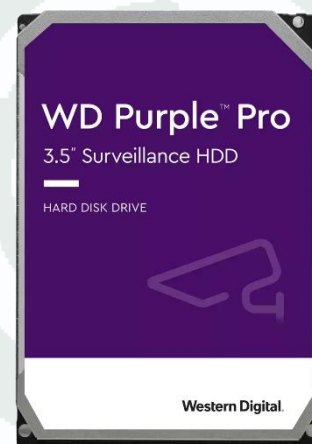 WD Purple™ Pro
3.5" Surveillance HDD
HARD DISK DRIVE
Western Digital.